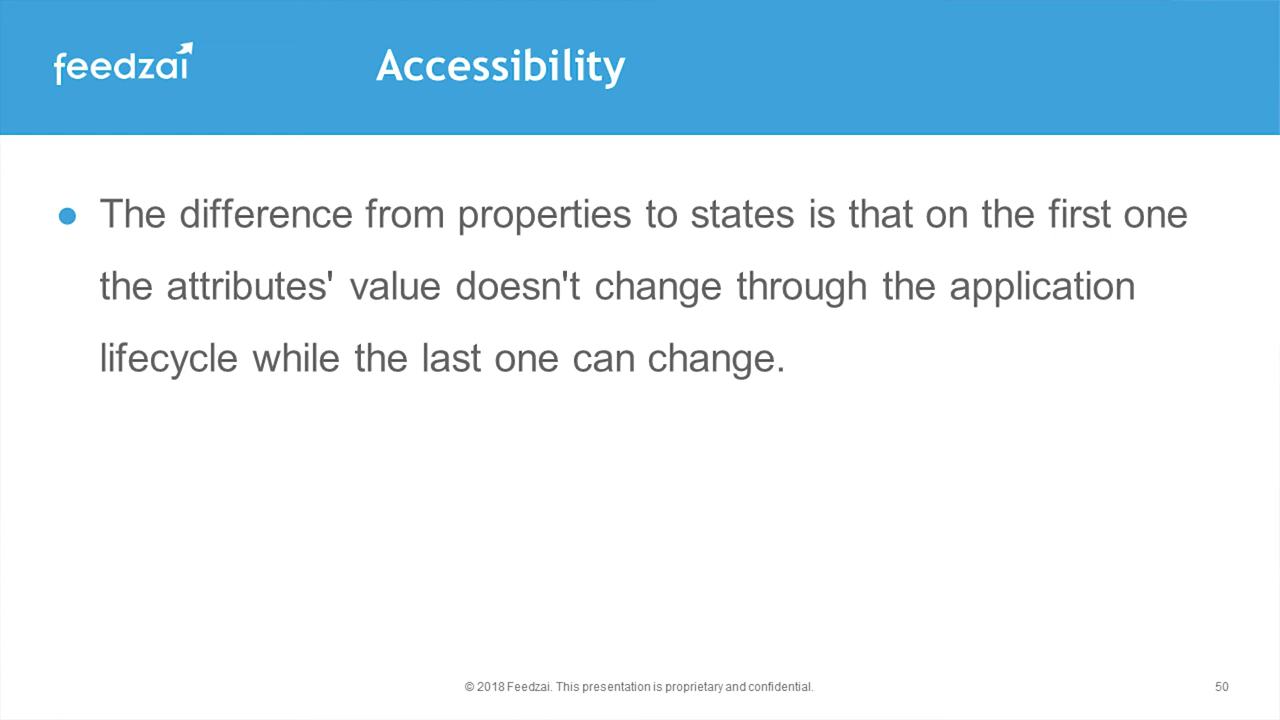 feedzai
Accessibility
● The difference from properties to states is that on the first one
the attributes' value doesn't change through the application
lifecycle while the last one can change.
© 2018 Feedzai. This presentation is proprietary and confidential.
50